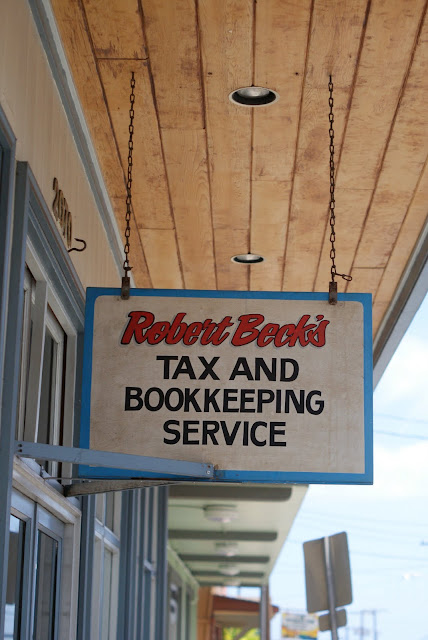 Robert Beck's
TAX AND
BOOKKEEPING
SERVICE